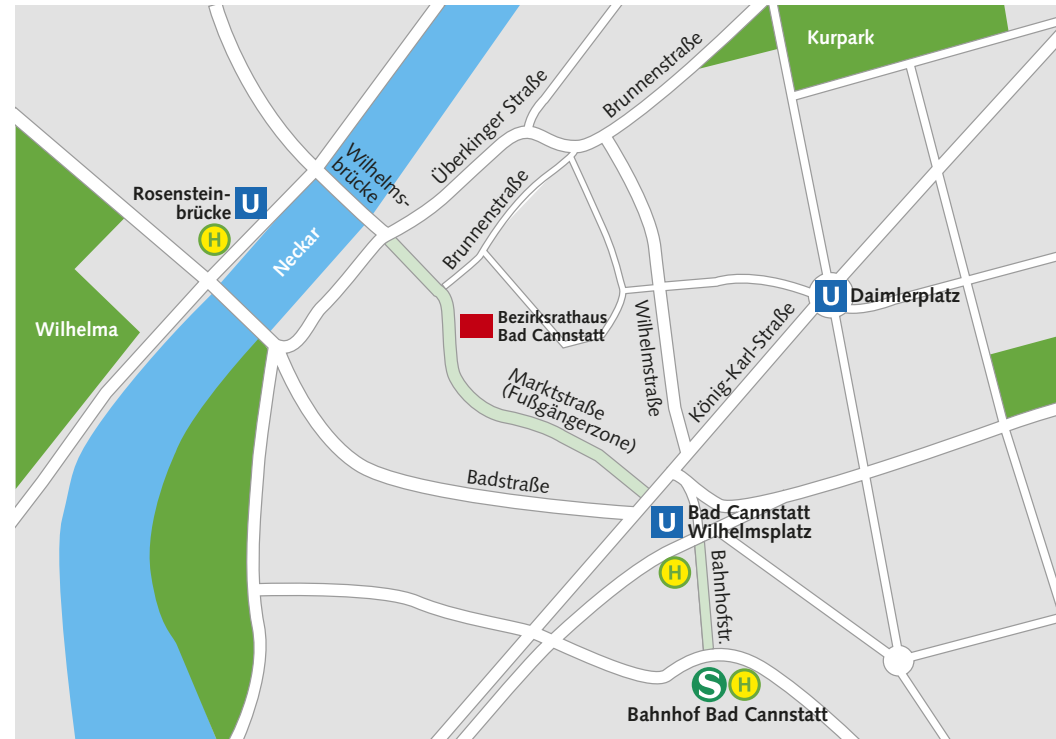 Kurpark
Brunnenstraße
Überkinger Straße
Wilhelms-
brücke
Rosenstein-
brücke
U
H
Neckar
Brunnenstraße
Wilhelma
U
Daimlerplatz
Bezirksrathaus
Bad Cannstatt
Wilhelmstraße
König-Karl-Straße
Marktstraße
(Fußgängerzone)
Badstraße
U
Bad Cannstatt
Wilhelmsplatz
H
Bahnhofstr.
S
H
Bahnhof Bad Cannstatt